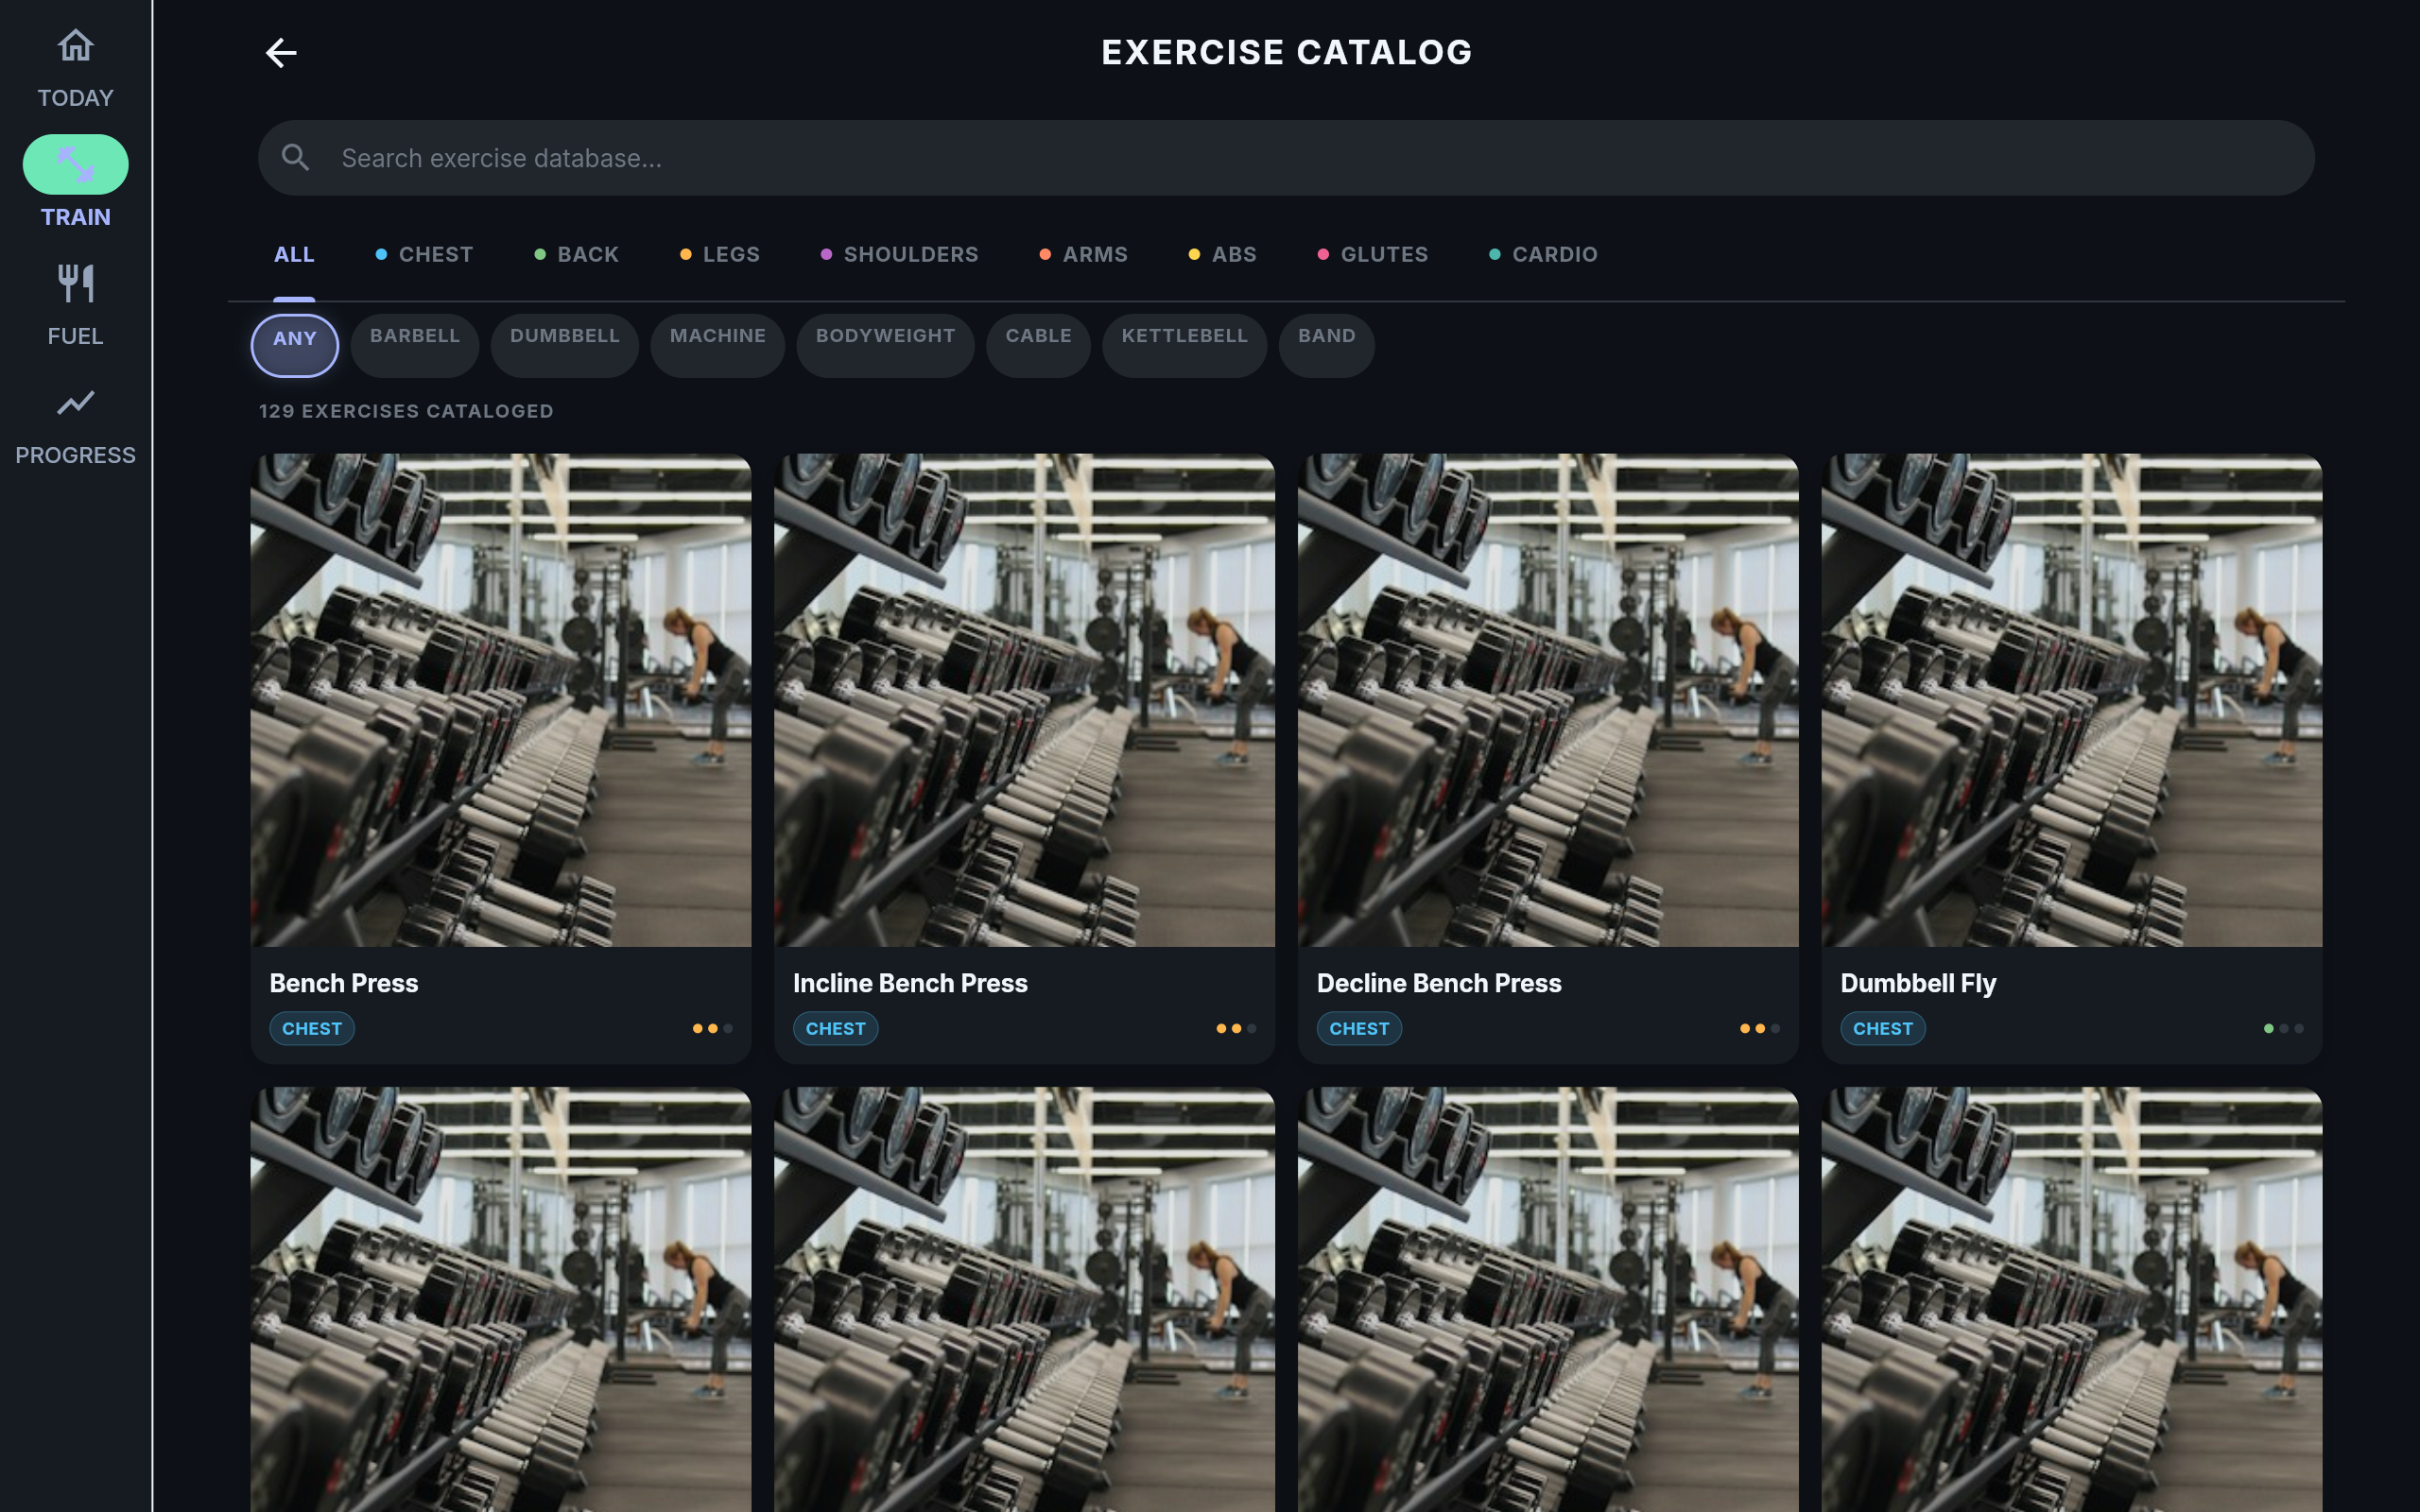 TODAY
TRAIN
FUEL
PROGRESS
EXERCISE CATALOG
Search exercise database...
ALL CHEST BACK LEGS SHOULDERS ARMS ABS GLUTES CARDIO
ANY BARBELL DUMBBELL MACHINE BODYWEIGHT CABLE KETTLEBELL BAND
129 EXERCISES CATALOGED
Bench Press
CHEST
Incline Bench Press
CHEST
Decline Bench Press
CHEST
Dumbbell Fly
CHEST